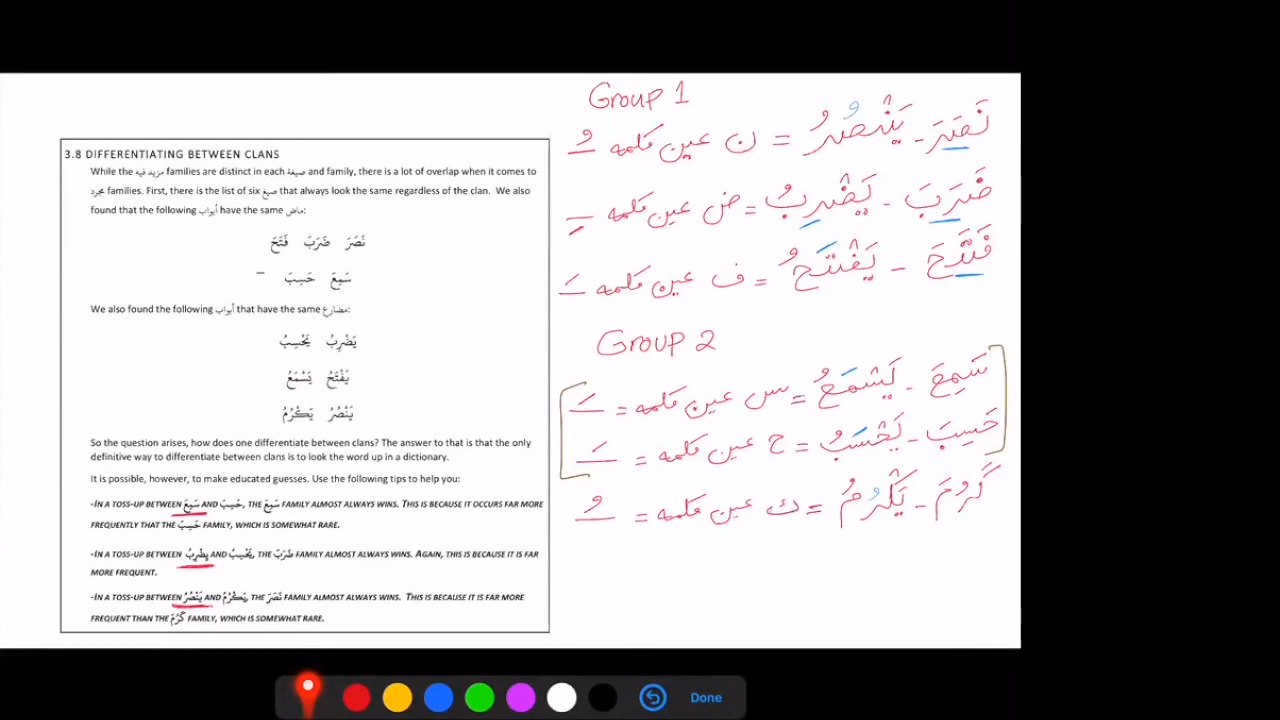 3.8 DIFFERENTIATING BETWEEN CLANS
While the مزيد فيه families are distinct in each صيغة and family, there is a lot of overlap when it comes to
مجرد families. First, there is the list of six صيغ that always look the same regardless of the clan. We also
found that the following أبواب have the same ماض:
نَصَرَ ضَرَبَ فَتَحَ
سَمِعَ حَسِبَ
We also found the following أبواب that have the same مضارع:
يَضْرِبُ يَحْسِبُ
يَفْتَحُ يَسْمَعُ
يَنْصُرُ يَكْرُمُ
So the question arises, how does one differentiate between clans? The answer to that is that the only
definitive way to differentiate between clans is to look the word up in a dictionary.
It is possible, however, to make educated guesses. Use the following tips to help you:
-IN A TOSS-UP BETWEEN سَمِعَ AND حَسِبَ, THE سَمِعَ FAMILY ALMOST ALWAYS WINS. THIS IS BECAUSE IT OCCURS FAR MORE
FREQUENTLY THAT THE حَسِبَ FAMILY, WHICH IS SOMEWHAT RARE.
-IN A TOSS-UP BETWEEN يضْرِبُ AND يَحْسِبُ, THE ضَرَبَ FAMILY ALMOST ALWAYS WINS. AGAIN, THIS IS BECAUSE IT IS FAR
MORE FREQUENT.
-IN A TOSS-UP BETWEEN يَنْصُرُ AND يَكْرُمُ, THE نَصَرَ FAMILY ALMOST ALWAYS WINS. THIS IS BECAUSE IT IS FAR MORE
FREQUENT THAN THE كَرُمَ FAMILY, WHICH IS SOMEWHAT RARE.
Group 1
نَصَرَ - يَنْصُرُ = ن عين كلمه ـُ
ضَرَبَ - يَضْرِبُ = ض عين كلمه ـِ
فَتَحَ - يَفْتَحُ = ف عين كلمه ـَ
Group 2
سَمِعَ - يَسْمَعُ = س عين كلمه = ـَ
حَسِبَ - يَحْسَبُ = ح عين كلمه = ـَ
كَرُمَ - يَكْرُمُ = ك عين كلمه = ـُ
Done